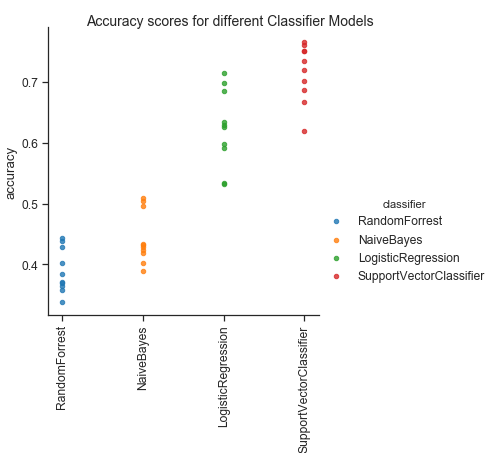 Accuracy scores for different Classifier Models
0.7
0.6
0.5
0.4
accuracy
RandomForrest
NaiveBayes
LogisticRegression
SupportVectorClassifier
classifier
RandomForrest
NaiveBayes
LogisticRegression
SupportVectorClassifier